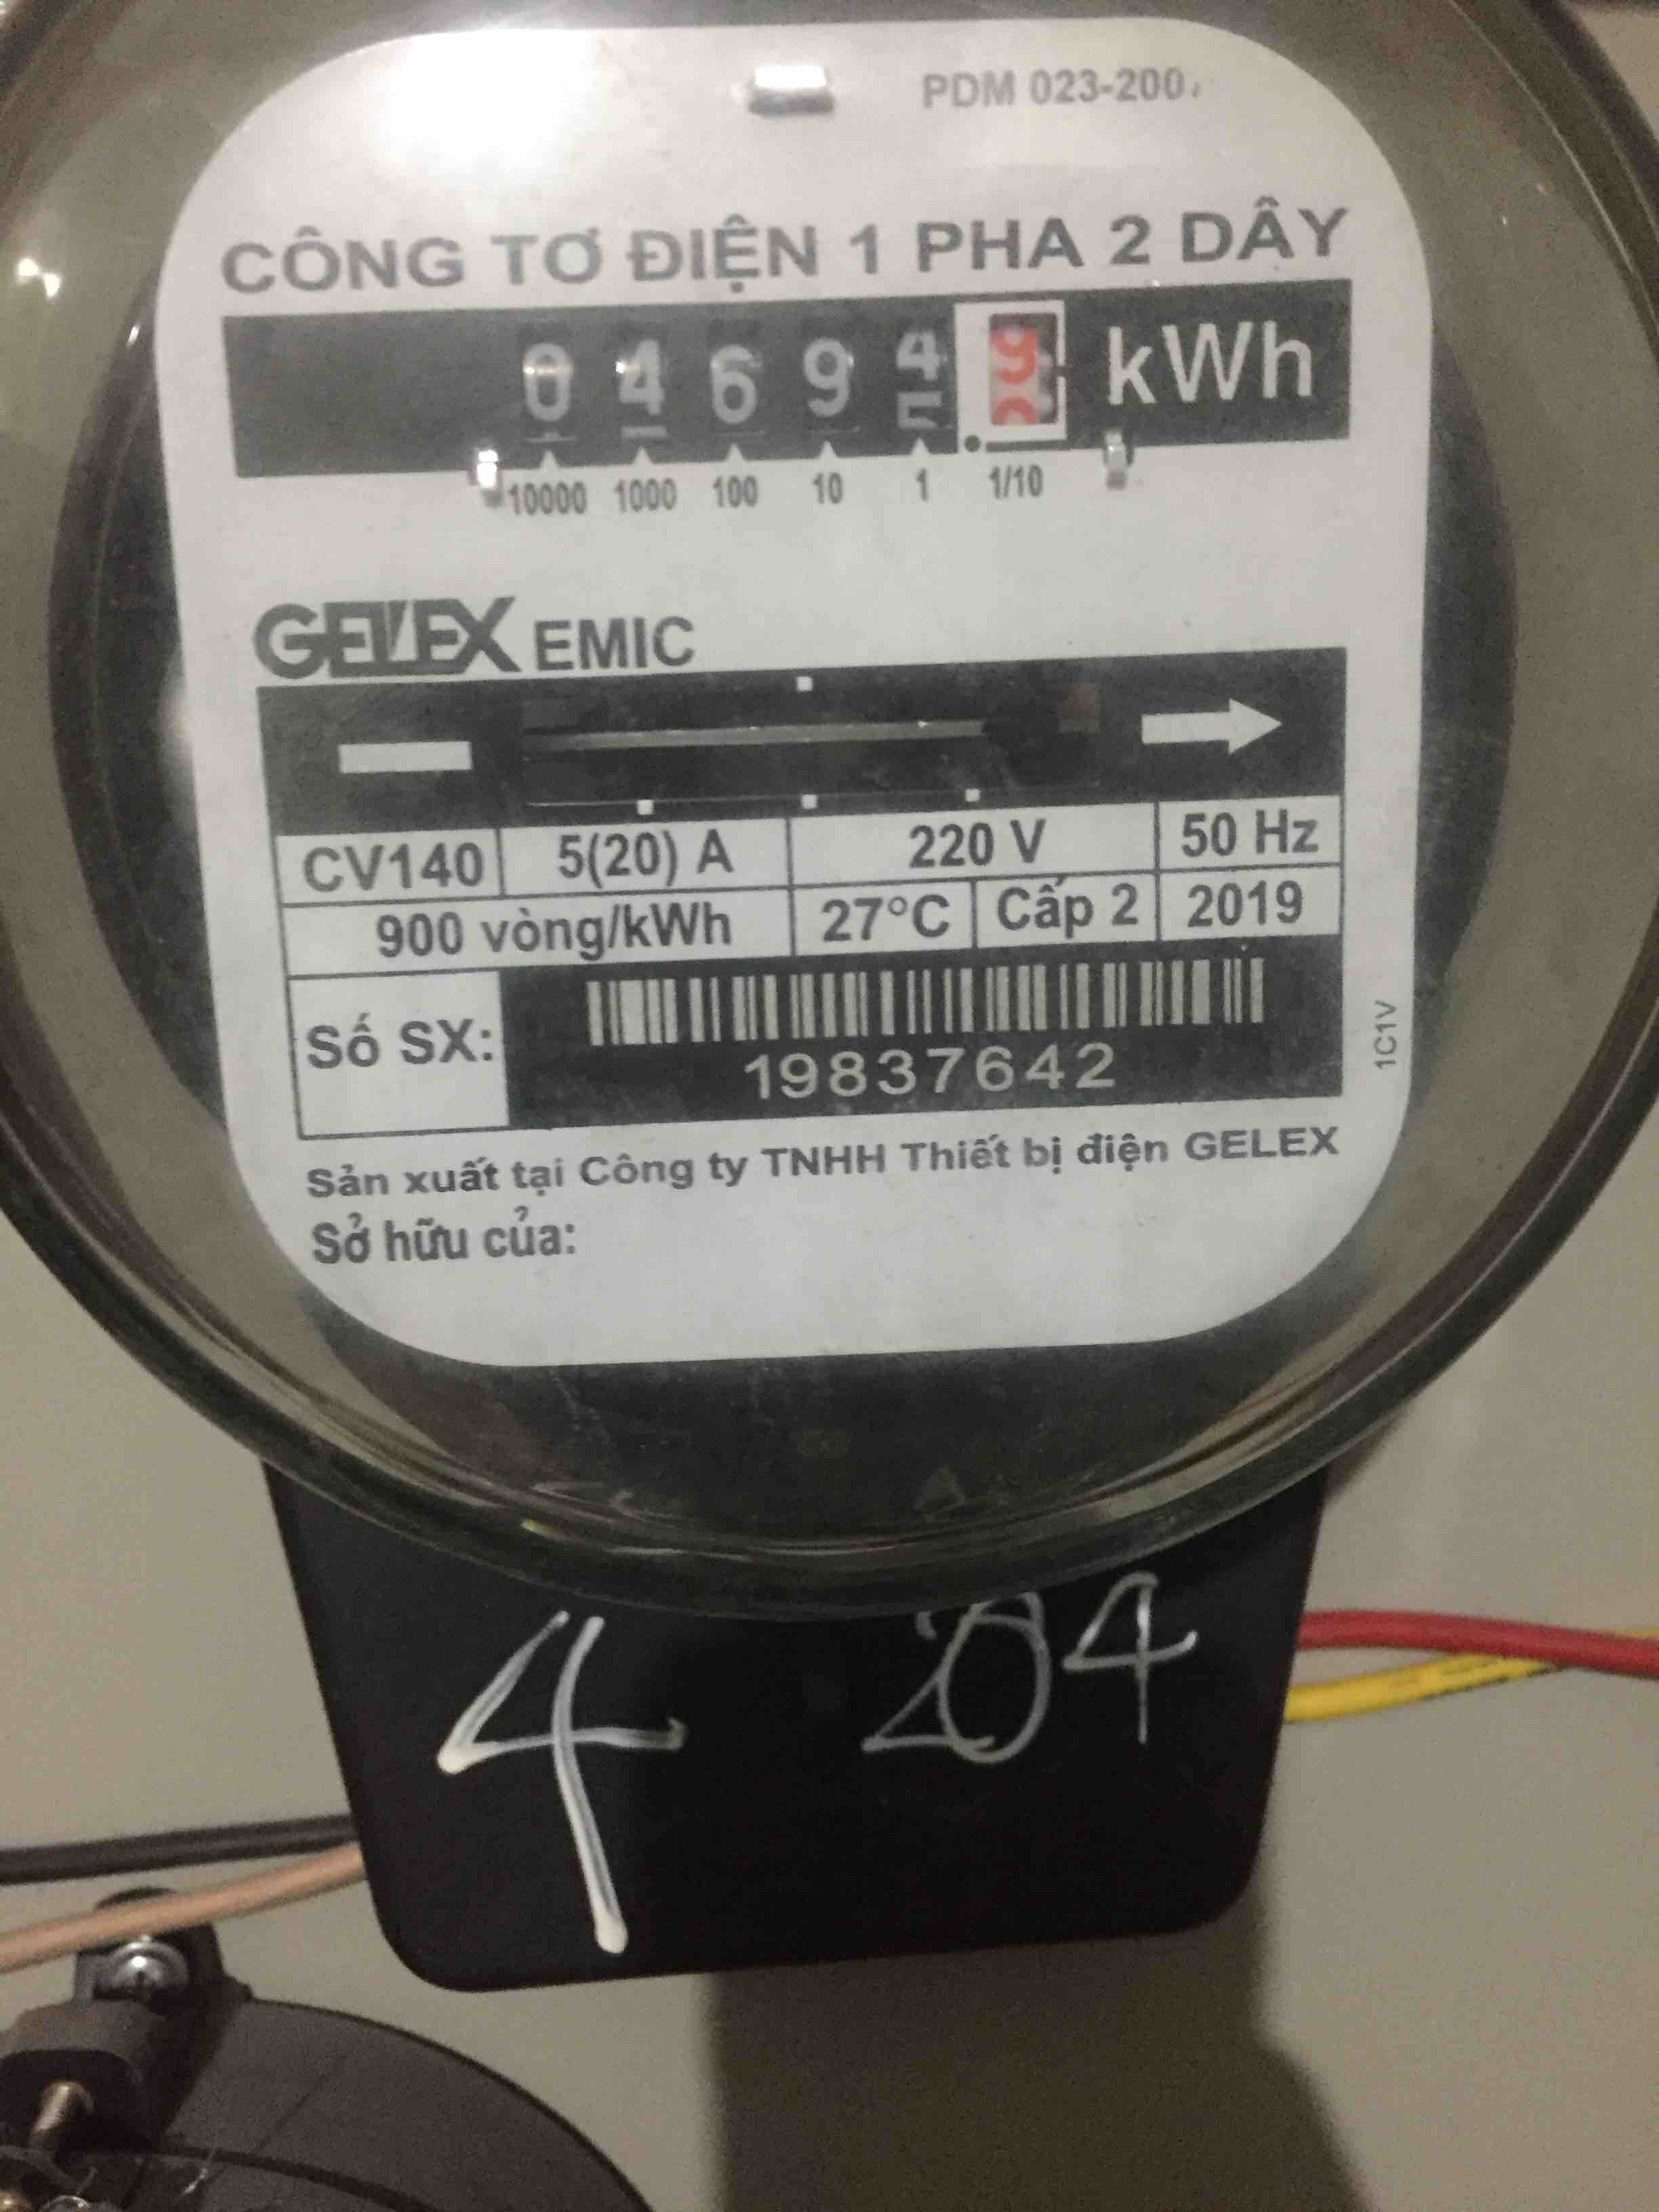 PDM 023-200
CÔNG TƠ ĐIỆN 1 PHA 2 DÂY
0 4 6 9 4 9 kWh
10000 1000 100 10 1 1/10
GELEX EMIC
CV140 5(20) A 220 V 50 Hz
900 vòng/kWh 27°C Cấp 2 2019
Số SX: 19837642
1C1V
Sản xuất tại Công ty TNHH Thiết bị điện GELEX
Sở hữu của:
4 204